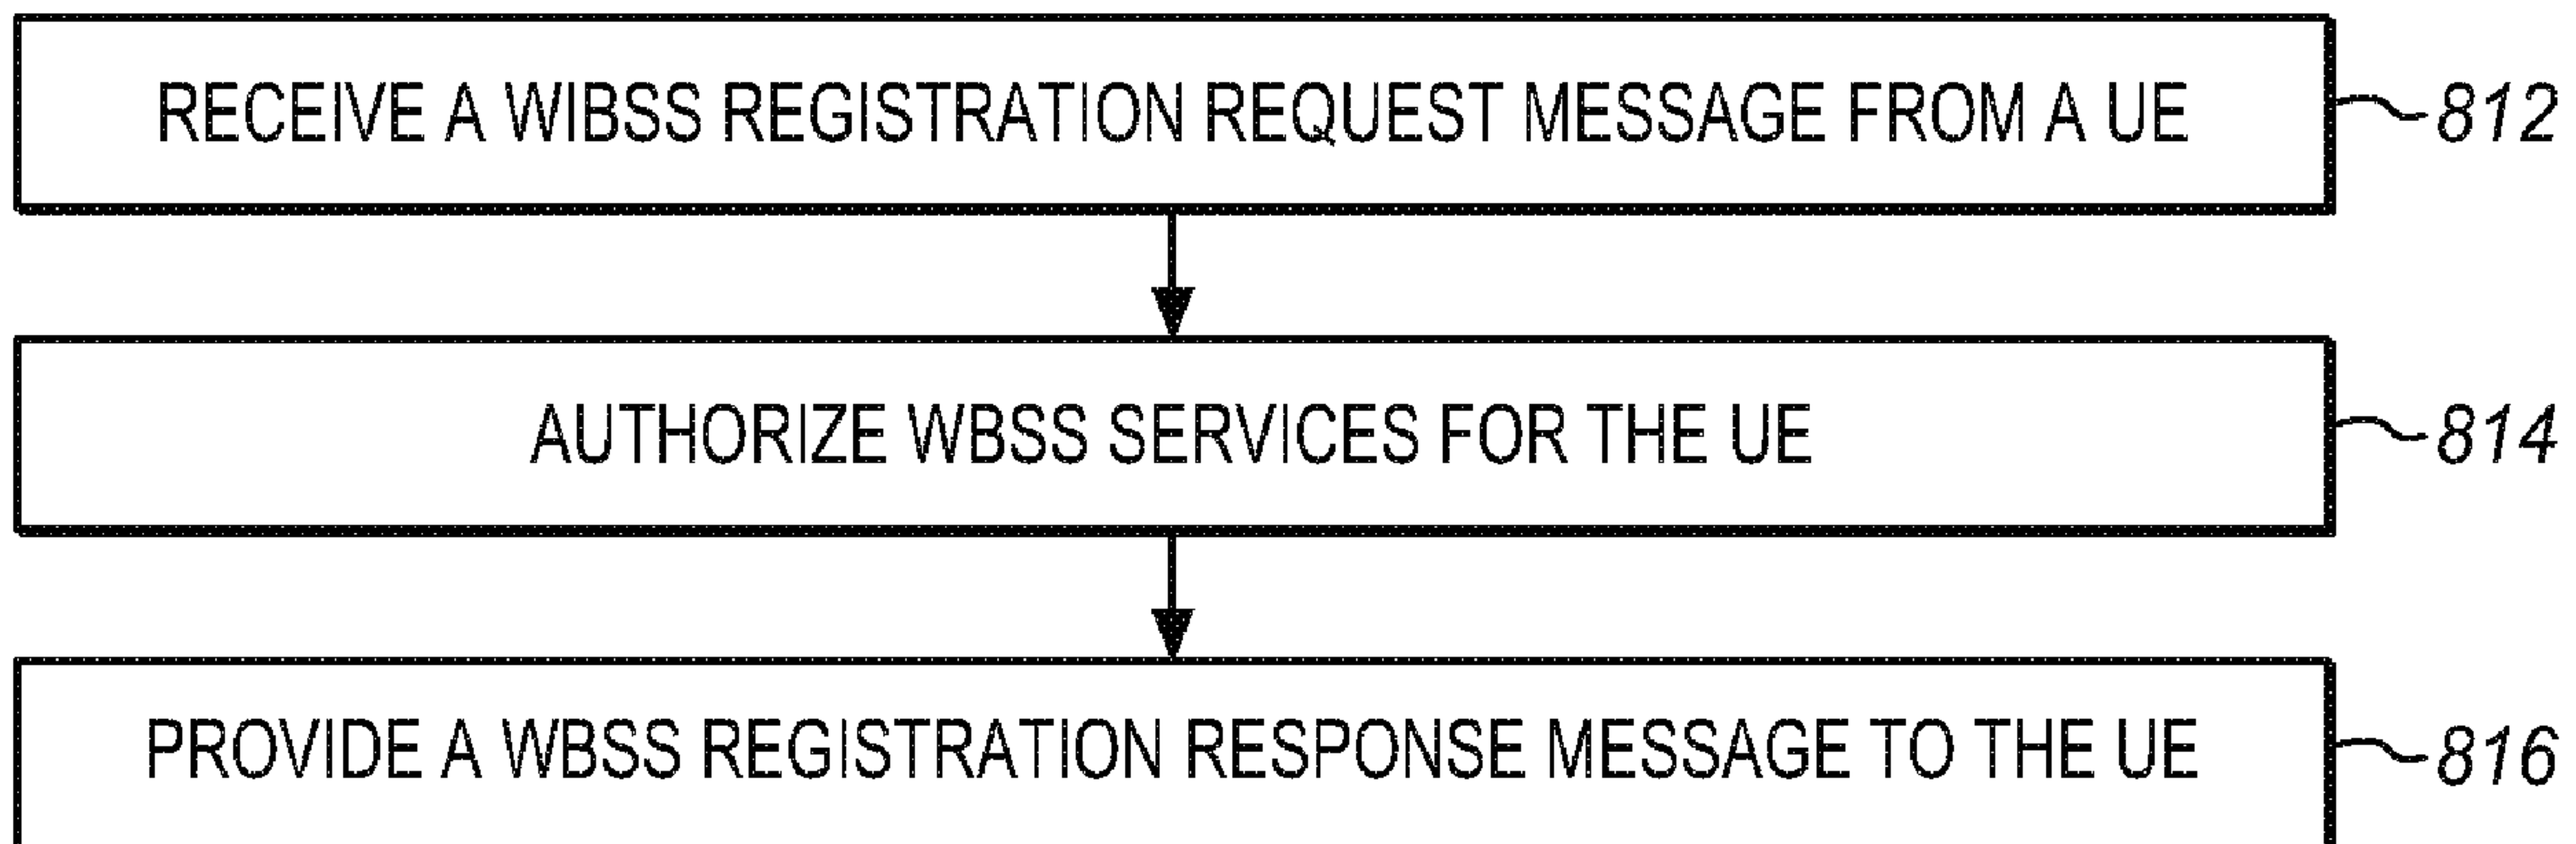 RECEIVE A WIBSS REGISTRATION REQUEST MESSAGE FROM A UE 812
AUTHORIZE WBSS SERVICES FOR THE UE 814
PROVIDE A WBSS REGISTRATION RESPONSE MESSAGE TO THE UE 816